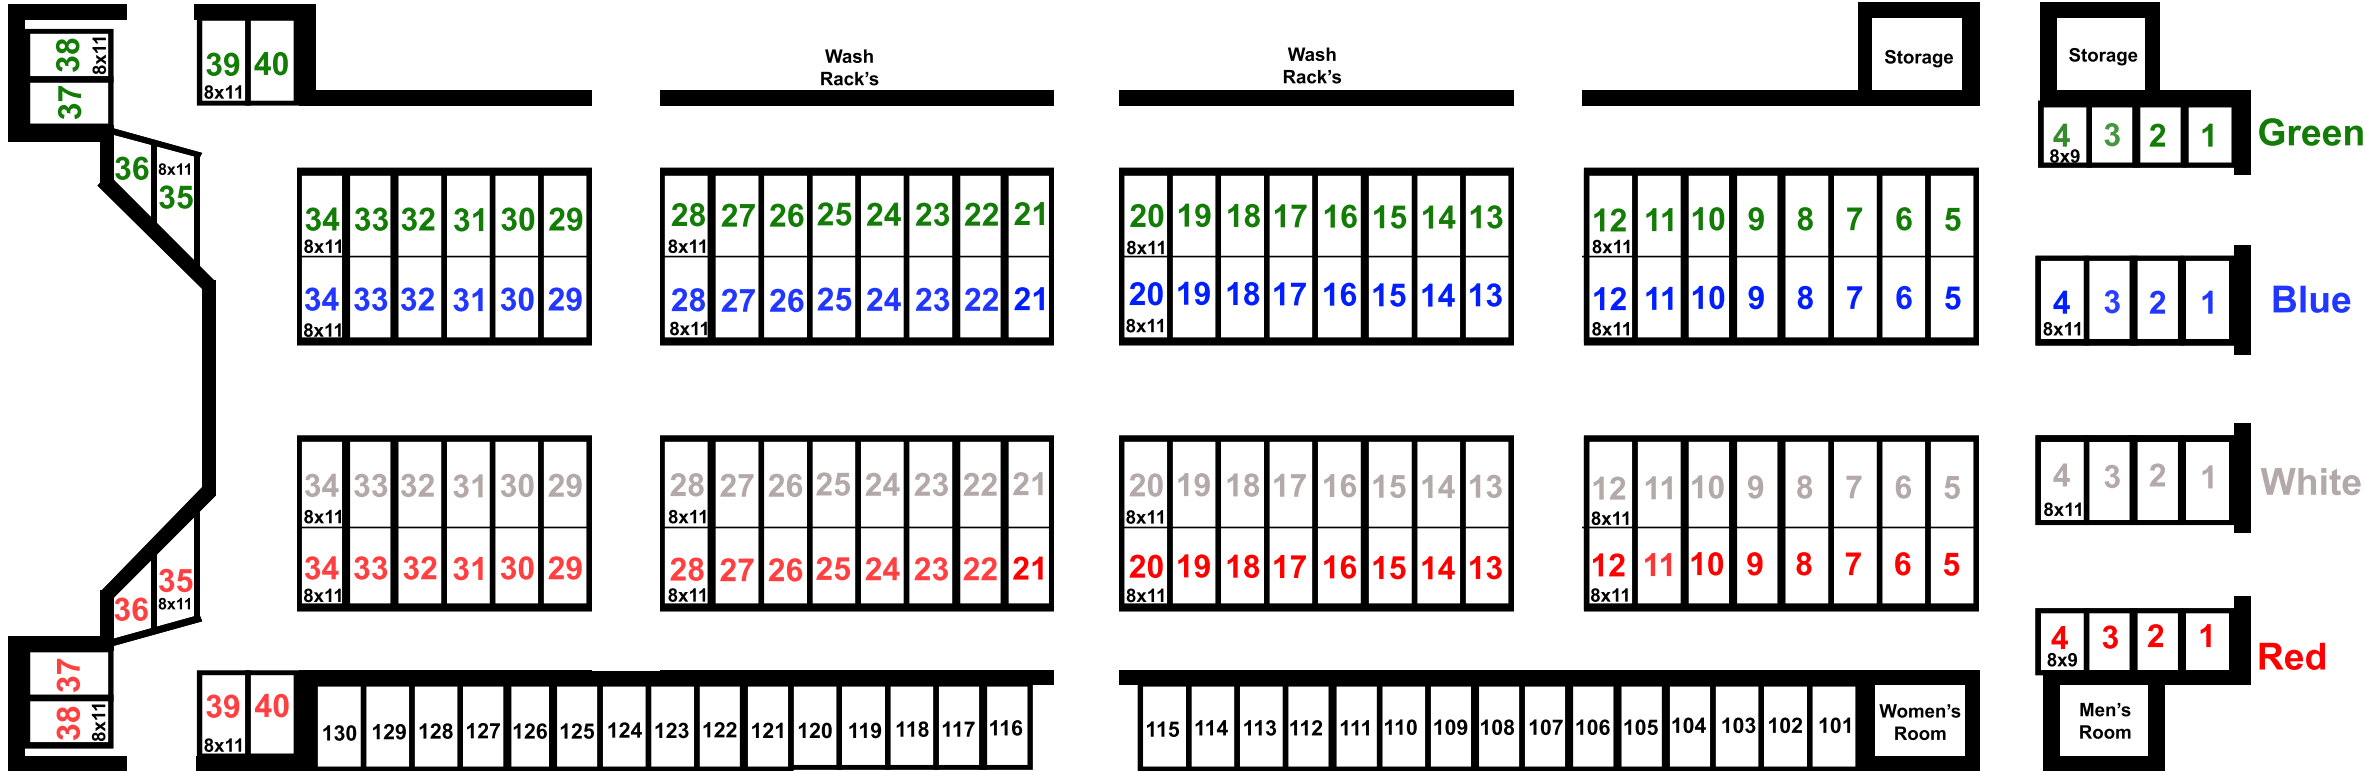 38 8x11
37
39 40
8x11
Wash
Rack's
Wash
Rack's
Storage
Storage
4 3 2 1 Green
8x9
36 8x11
35
34 33 32 31 30 29 28 27 26 25 24 23 22 21 20 19 18 17 16 15 14 13 12 11 10 9 8 7 6 5
8x11 8x11 8x11 8x11
34 33 32 31 30 29 28 27 26 25 24 23 22 21 20 19 18 17 16 15 14 13 12 11 10 9 8 7 6 5 4 3 2 1 Blue
8x11 8x11 8x11 8x11 8x11
34 33 32 31 30 29 28 27 26 25 24 23 22 21 20 19 18 17 16 15 14 13 12 11 10 9 8 7 6 5 4 3 2 1 White
8x11 8x11 8x11 8x11 8x11
34 33 32 31 30 29 28 27 26 25 24 23 22 21 20 19 18 17 16 15 14 13 12 11 10 9 8 7 6 5
8x11 8x11 8x11 8x11
35
36 8x11
4 3 2 1 Red
8x9
37
38 8x11
39 40
8x11
130 129 128 127 126 125 124 123 122 121 120 119 118 117 116 115 114 113 112 111 110 109 108 107 106 105 104 103 102 101
Women's
Room
Men's
Room